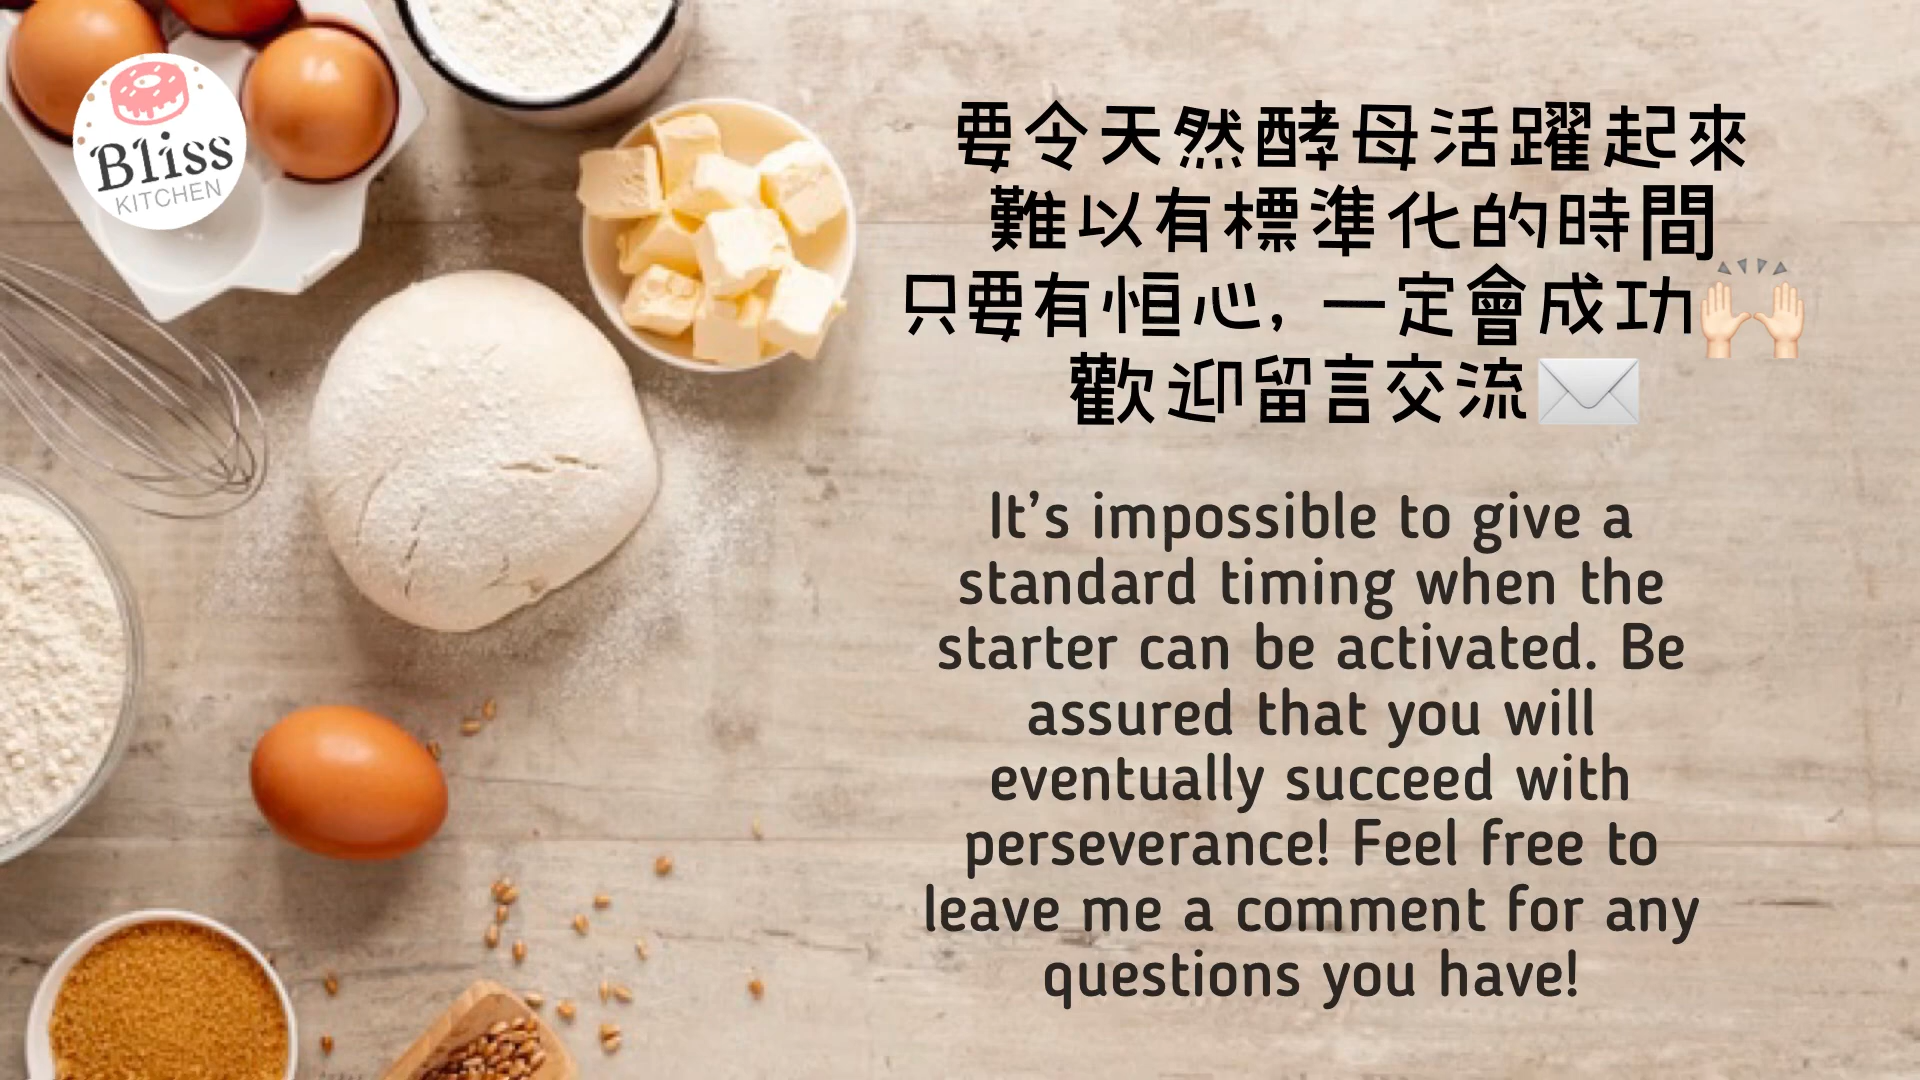 Bliss
KITCHEN
要令天然酵母活躍起來
難以有標準化的時間
只要有恒心, 一定會成功🙌🏻
歡迎留言交流✉️
It’s impossible to give a
standard timing when the
starter can be activated. Be
assured that you will
eventually succeed with
perseverance! Feel free to
leave me a comment for any
questions you have!